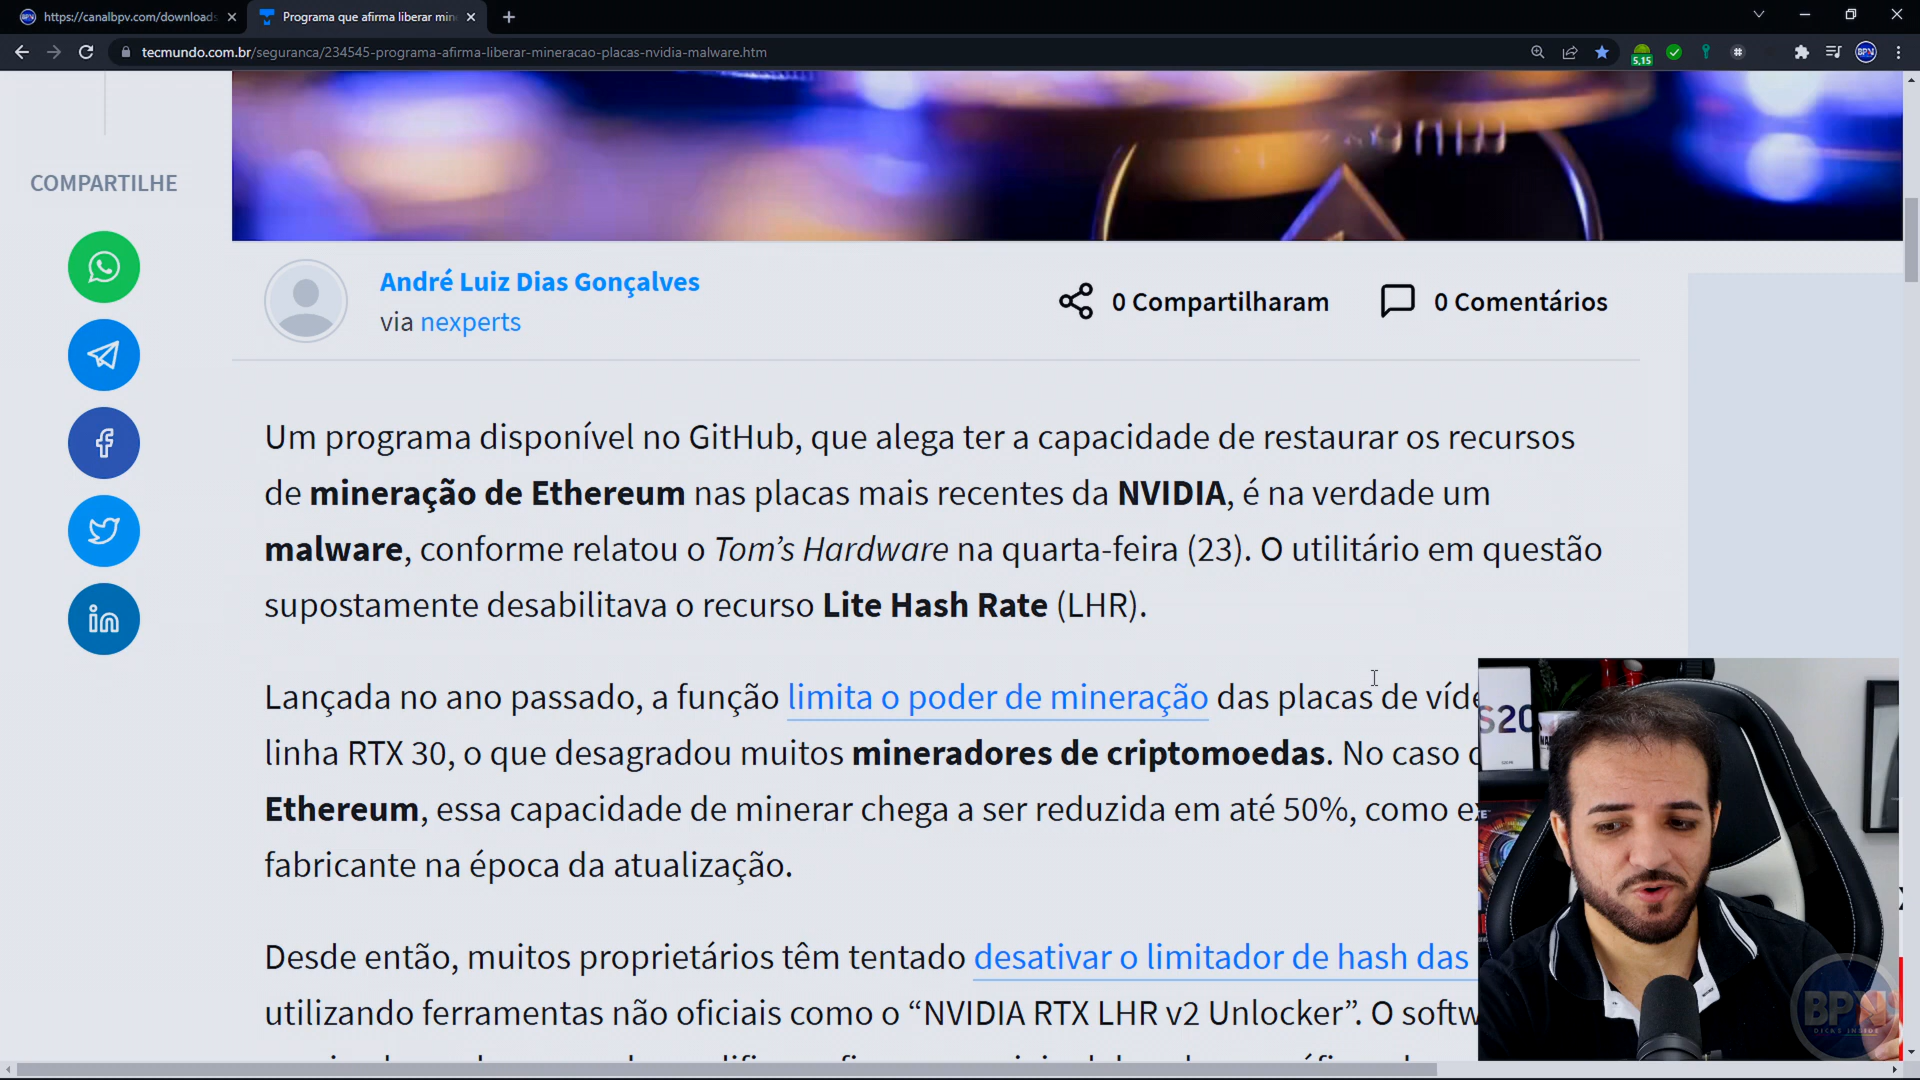 https://canalbpv.com/downloads
Programa que afirma liberar min
tecmundo.com.br/seguranca/234545-programa-afirma-liberar-mineracao-placas-nvidia-malware.htm
5,15
COMPARTILHE
André Luiz Dias Gonçalves
via nexperts
0 Compartilharam
0 Comentários
Um programa disponível no GitHub, que alega ter a capacidade de restaurar os recursos
de mineração de Ethereum nas placas mais recentes da NVIDIA, é na verdade um
malware, conforme relatou o Tom's Hardware na quarta-feira (23). O utilitário em questão
supostamente desabilitava o recurso Lite Hash Rate (LHR).
Lançada no ano passado, a função limita o poder de mineração das placas de víde
linha RTX 30, o que desagradou muitos mineradores de criptomoedas. No caso
Ethereum, essa capacidade de minerar chega a ser reduzida em até 50%, como
fabricante na época da atualização.
Desde então, muitos proprietários têm tentado desativar o limitador de hash das
utilizando ferramentas não oficiais como o “NVIDIA RTX LHR v2 Unlocker”. O softw
S20
BPV
DICAS INSIDE